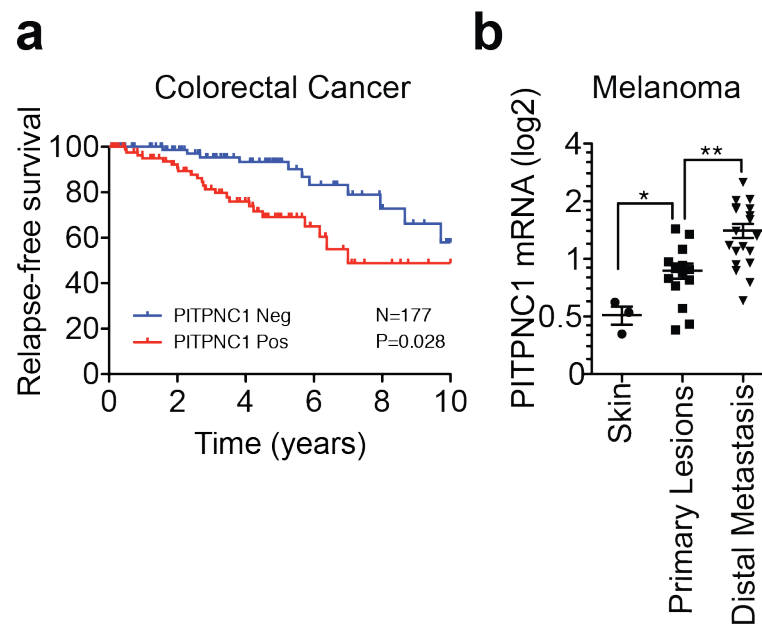 a
Colorectal Cancer
Relapse-free survival
100
80
60
40
20
0
PITPNC1 Neg N=177
PITPNC1 Pos P=0.028
0 2 4 6 8 10
Time (years)
b
Melanoma
PITPNC1 mRNA (log2)
4
2
1
0.5
0
*
**
Skin
Primary Lesions
Distal Metastasis